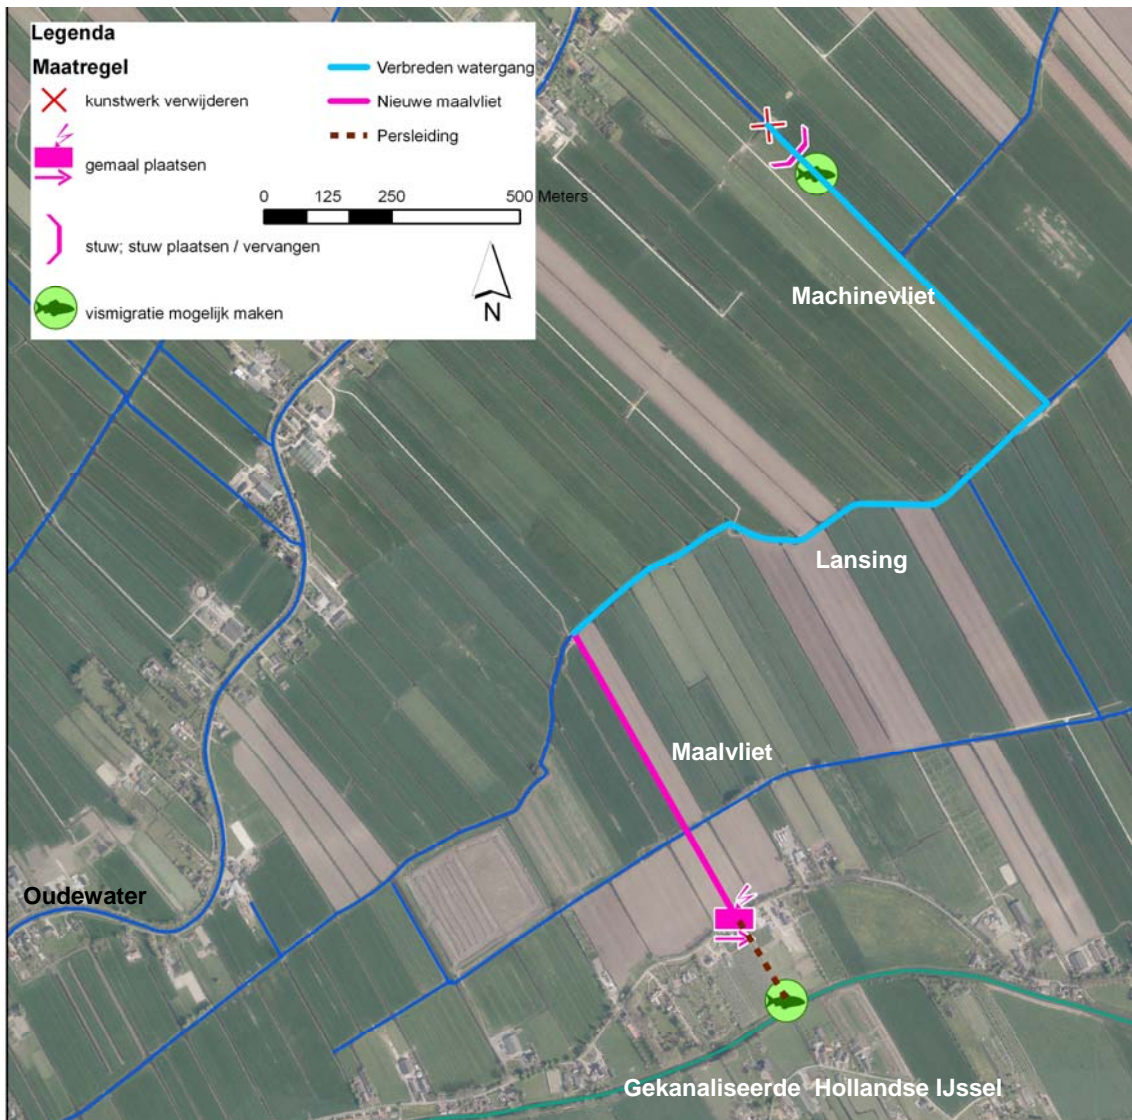 Legenda
Maatregel
kunstwerk verwijderen
gemaal plaatsen
stuw; stuw plaatsen / vervangen
vismigratie mogelijk maken
Verbreden watergang
Nieuwe maalvliet
Persleiding
0 125 250 500 Meters
N
Machinevliet
Lansing
Maalvliet
Oudewater
Gekanaliseerde Hollandse IJssel